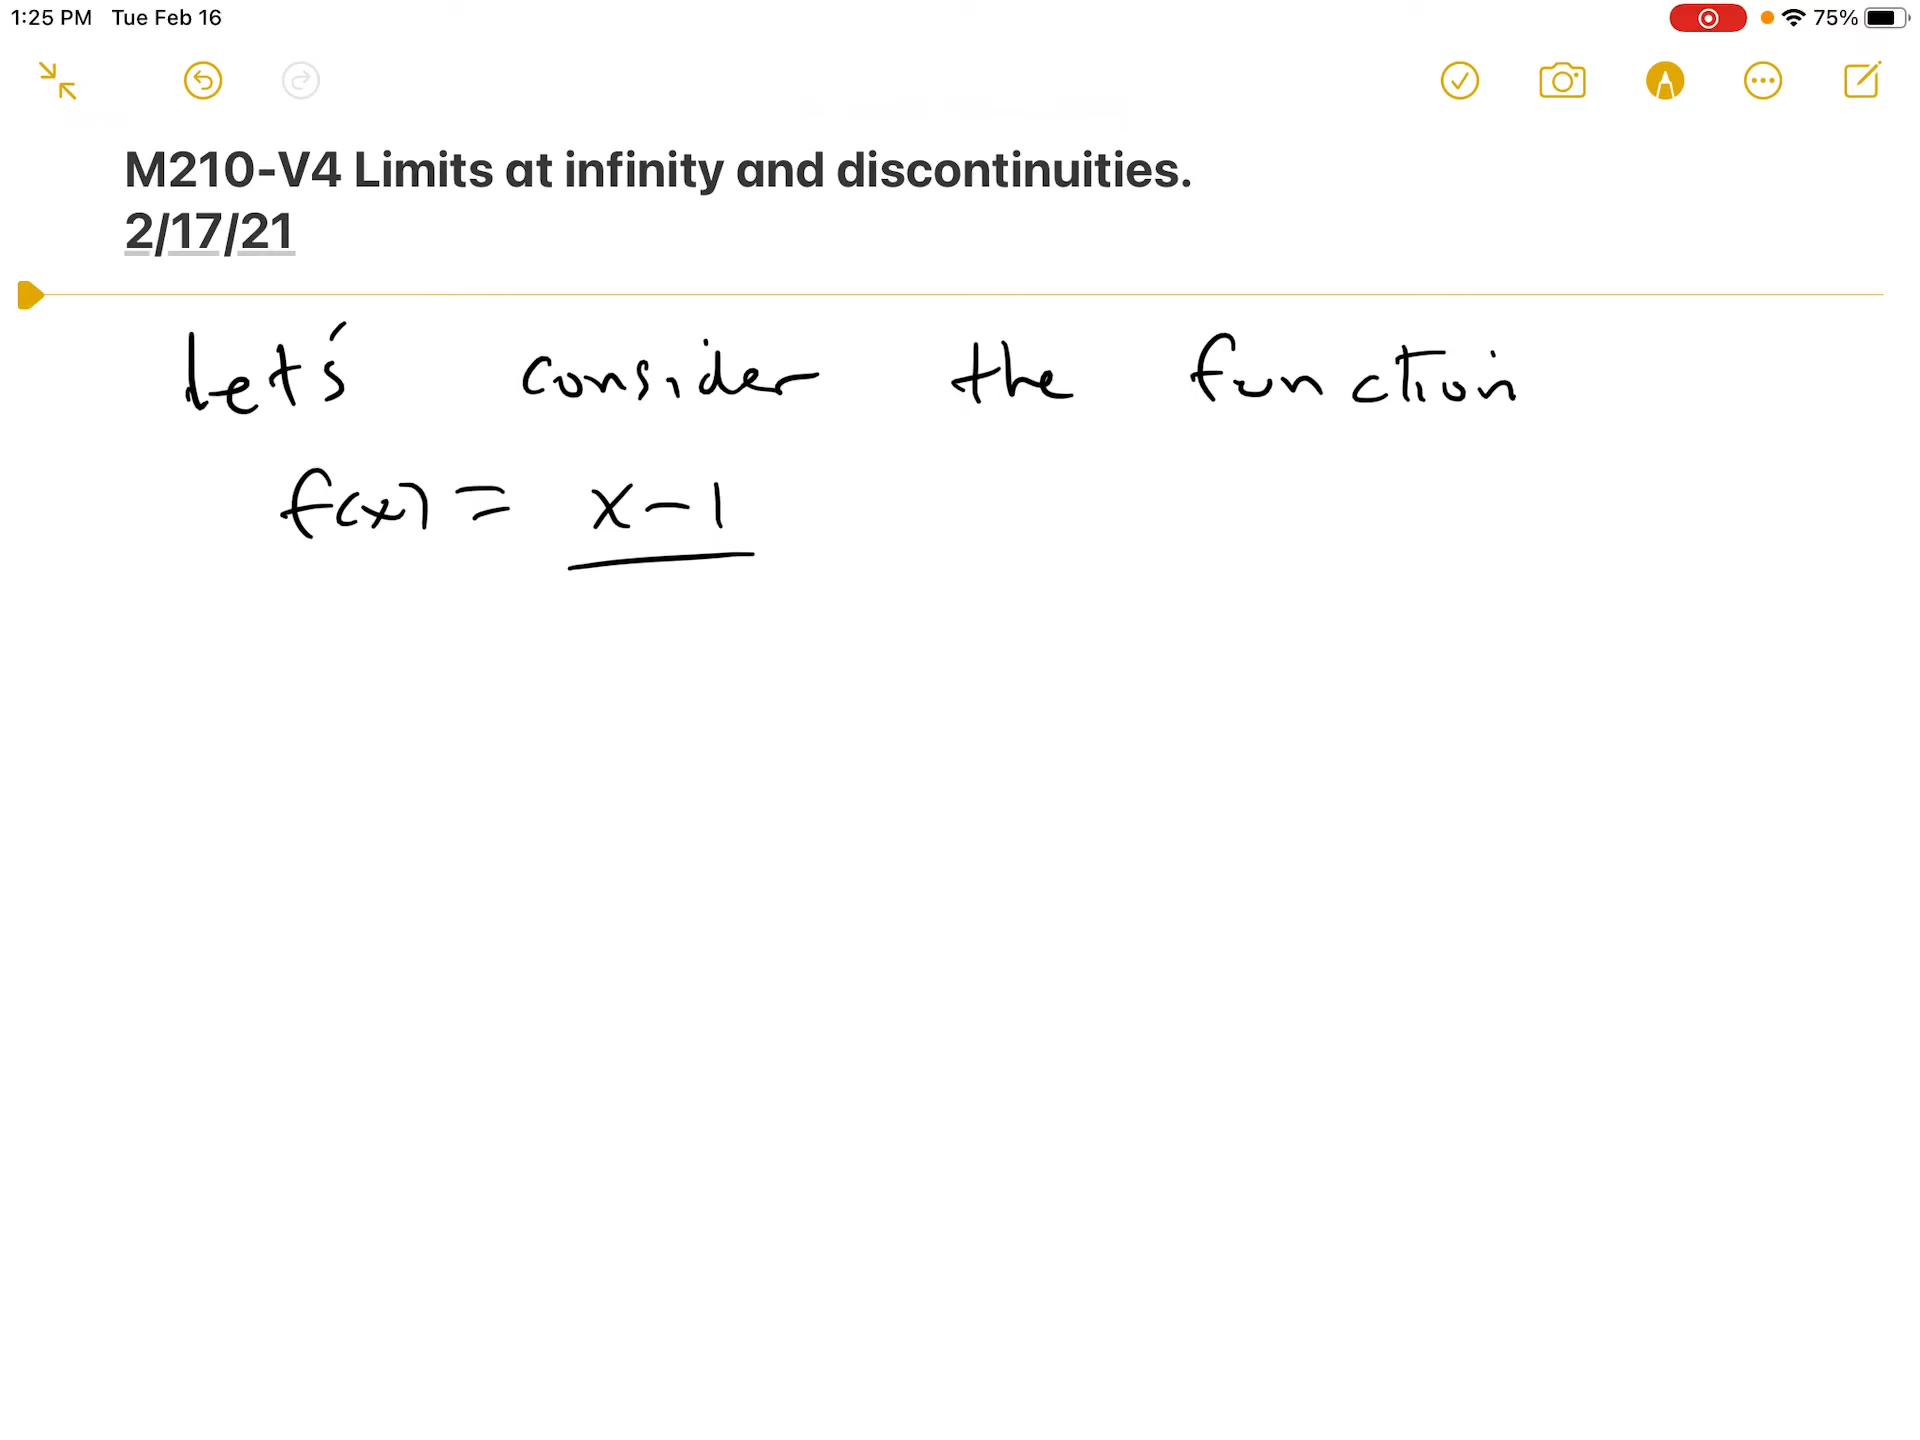 1:25 PM Tue Feb 16 75%
M210-V4 Limits at infinity and discontinuities.
2/17/21
Let's consider the function
f(x) = x-1